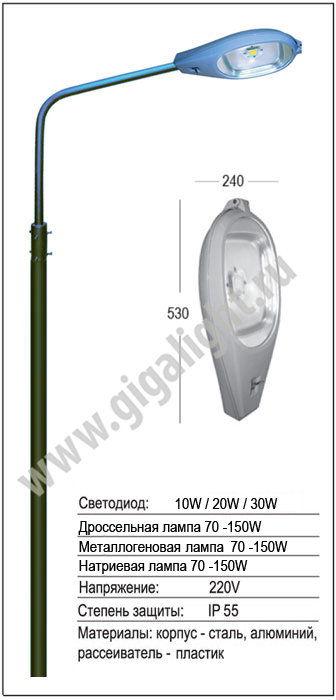 240
530
www.gigalight.ru
Светодиод: 10W / 20W / 30W
Дроссельная лампа 70 -150W
Металлогеновая лампа 70 -150W
Натриевая лампа 70 -150W
Напряжение: 220V
Степень защиты: IP 55
Материалы: корпус - сталь, алюминий,
рассеиватель - пластик